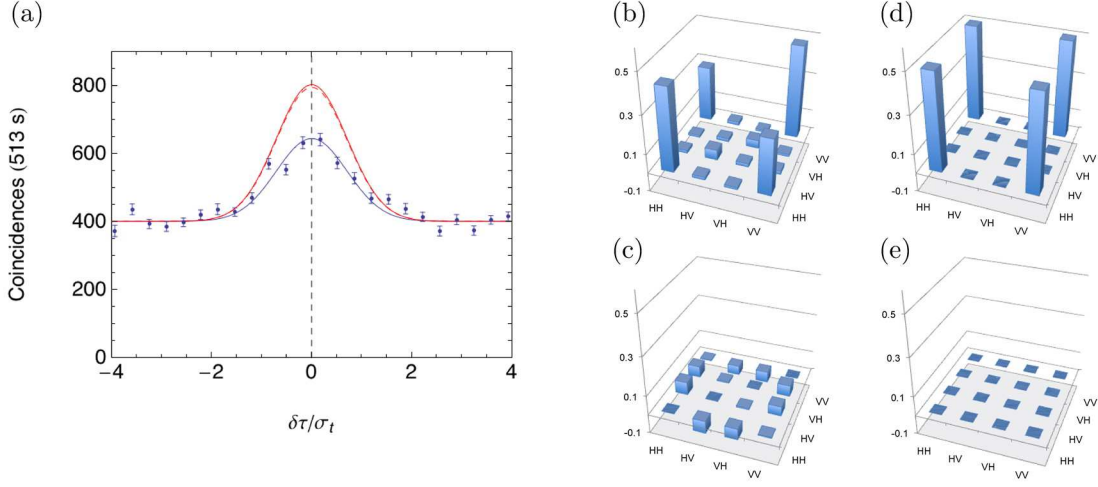 (a)
800
600
400
200
0
−4
−2
0
2
4
Coincidences (513 s)
δτ/σt
(b)
0.5
0.3
0.1
-0.1
HH
HV
VH
VV
HH
HV
VH
VV
(d)
0.5
0.3
0.1
-0.1
HH
HV
VH
VV
HH
HV
VH
VV
(c)
0.5
0.3
0.1
-0.1
HH
HV
VH
VV
HH
HV
VH
VV
(e)
0.5
0.3
0.1
-0.1
HH
HV
VH
VV
HH
HV
VH
VV